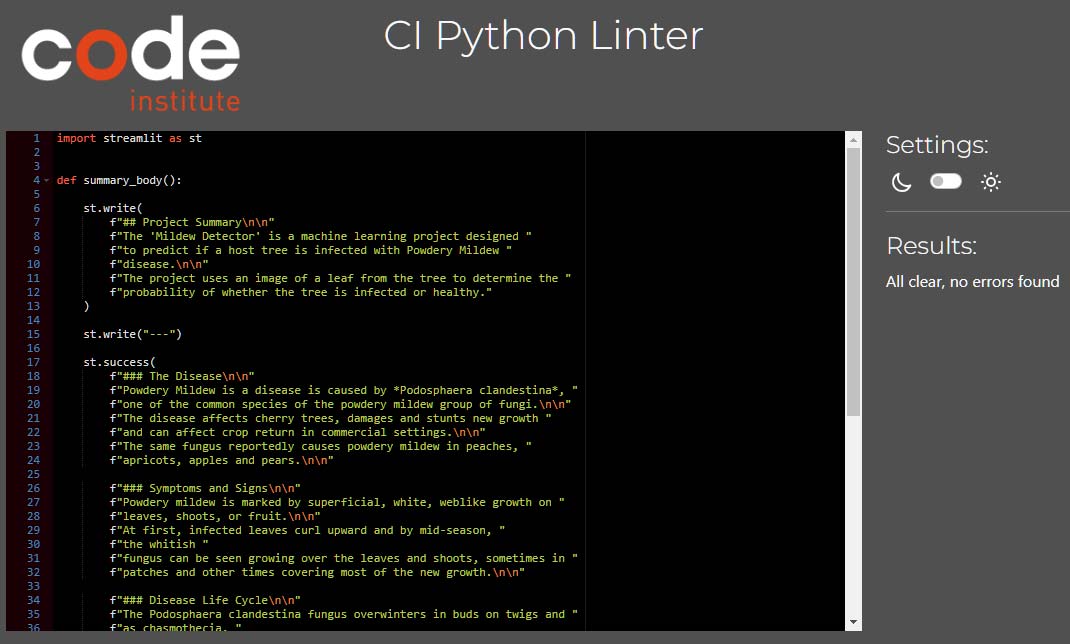 code
institute
CI Python Linter
1 import streamlit as st
2
3
4 def summary_body():
5
6     st.write(
7         f"## Project Summary\n\n"
8         f"The 'Mildew Detector' is a machine learning project designed "
9         f"to predict if a host tree is infected with Powdery Mildew "
10         f"disease.\n\n"
11         f"The project uses an image of a leaf from the tree to determine the "
12         f"probability of whether the tree is infected or healthy."
13     )
14
15     st.write("---")
16
17     st.success(
18         f"### The Disease\n\n"
19         f"Powdery Mildew is a disease is caused by *Podosphaera clandestina*, "
20         f"one of the common species of the powdery mildew group of fungi.\n\n"
21         f"The disease affects cherry trees, damages and stunts new growth "
22         f"and can affect crop return in commercial settings.\n\n"
23         f"The same fungus reportedly causes powdery mildew in peaches, "
24         f"apricots, apples and pears.\n\n"
25
26         f"### Symptoms and Signs\n\n"
27         f"Powdery mildew is marked by superficial, white, weblike growth on "
28         f"leaves, shoots, or fruit.\n\n"
29         f"At first, infected leaves curl upward and by mid-season, "
30         f"the whitish "
31         f"fungus can be seen growing over the leaves and shoots, sometimes in "
32         f"patches and other times covering most of the new growth.\n\n"
33
34         f"### Disease Life Cycle\n\n"
35         f"The Podosphaera clandestina fungus overwinters in buds on twigs and "
36         f"as chasmothecia, "
Settings:
Results:
All clear, no errors found